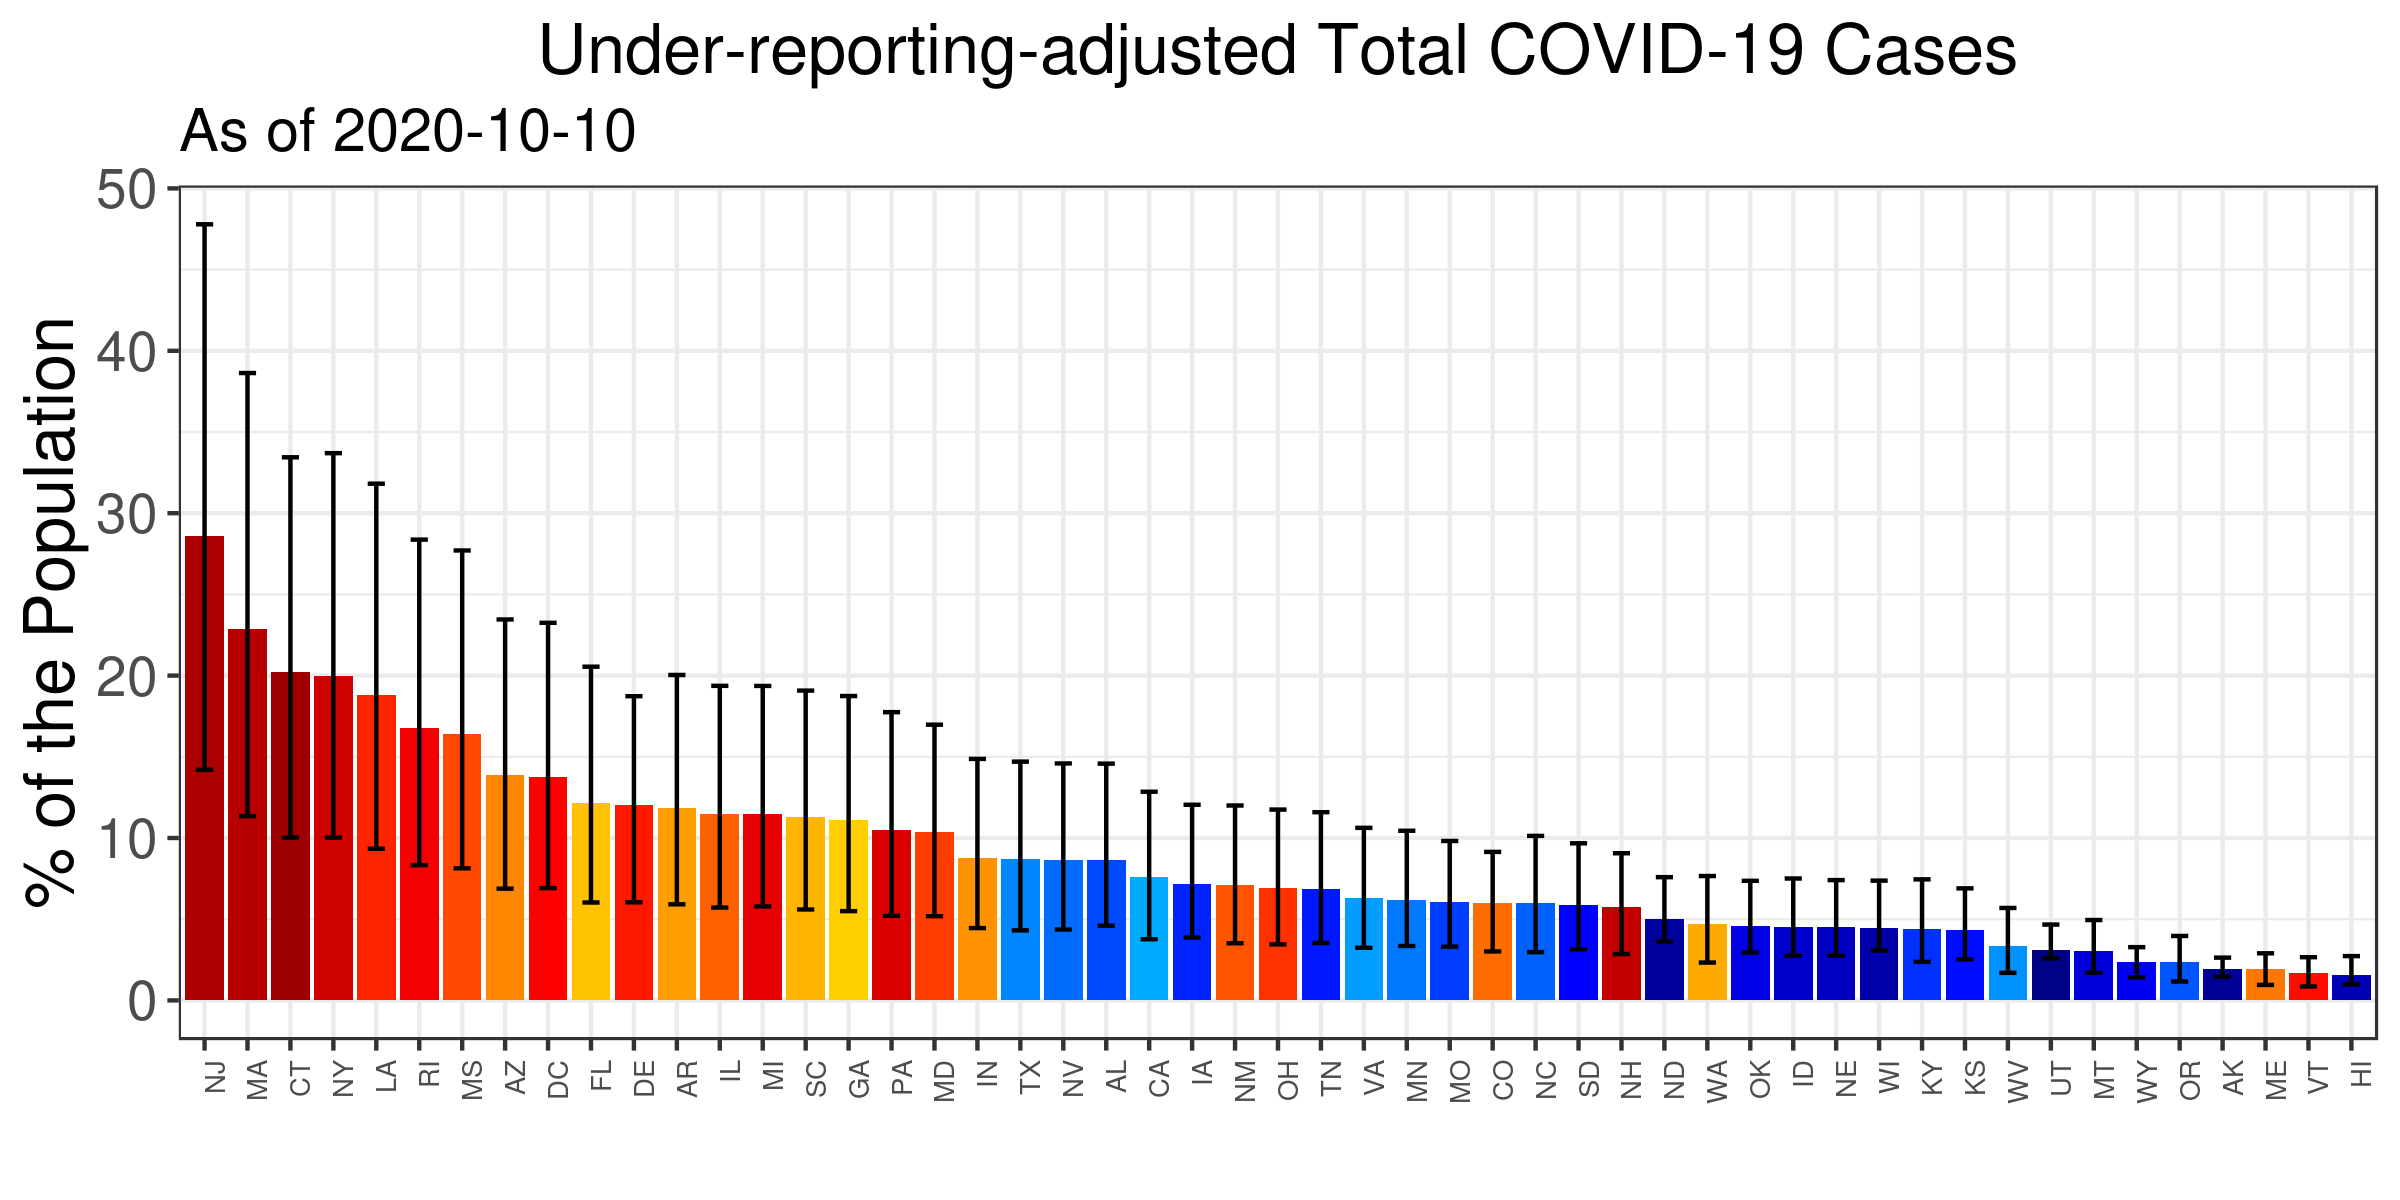 Under-reporting-adjusted Total COVID-19 Cases
As of 2020-10-10
% of the Population
50
40
30
20
10
0
NJ MA CT NY LA RI MS AZ DC FL DE AR IL MI SC GA PA MD IN TX NV AL CA IA NM OH TN VA MN MO CO NC SD NH ND WA OK ID NE WI KY KS WV UT MT WY OR AK ME VT HI